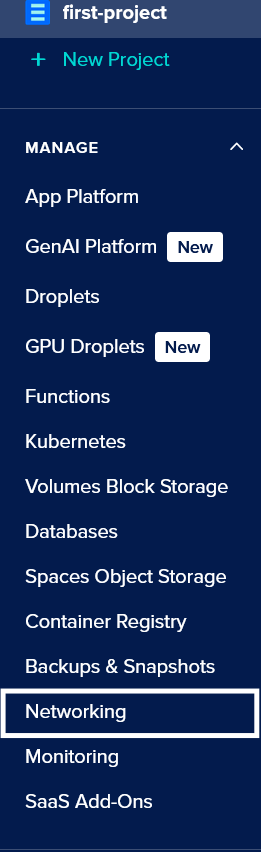 first-project
+ New Project
MANAGE
App Platform
GenAI Platform New
Droplets
GPU Droplets New
Functions
Kubernetes
Volumes Block Storage
Databases
Spaces Object Storage
Container Registry
Backups & Snapshots
Networking
Monitoring
SaaS Add-Ons